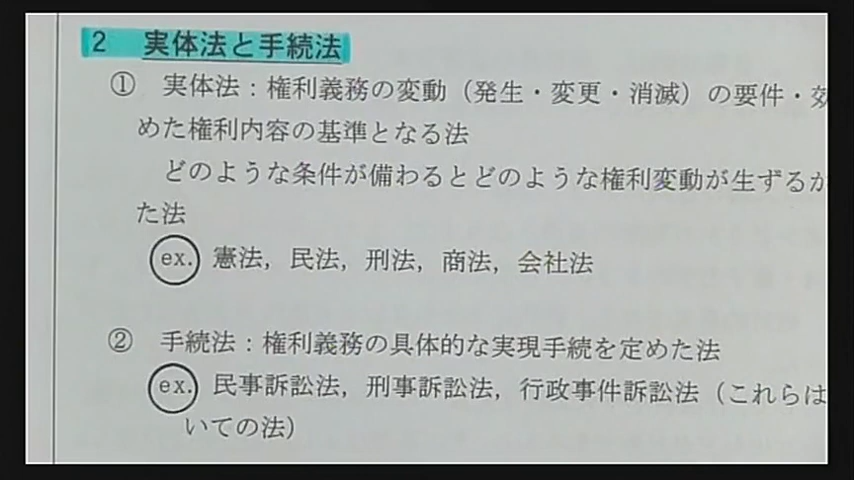 2 実体法と手続法
① 実体法：権利義務の変動（発生・変更・消滅）の要件・効
めた権利内容の基準となる法
どのような条件が備わるとどのような権利変動が生ずるか
た法
ex. 憲法，民法，刑法，商法，会社法
② 手続法：権利義務の具体的な実現手続を定めた法
ex. 民事訴訟法，刑事訴訟法，行政事件訴訟法（これらは
いての法）